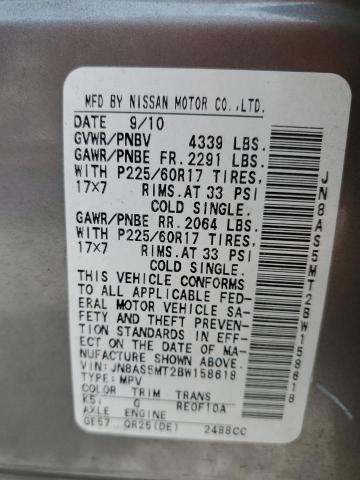 MFD BY NISSAN MOTOR CO.,LTD.
DATE 9/10
GVWR/PNBV 4339 LBS.
GAWR/PNBE FR. 2291 LBS.
WITH P225/60R17 TIRES,
17X7 RIMS.AT 33 PSI
COLD SINGLE.
GAWR/PNBE RR. 2064 LBS.
WITH P225/60R17 TIRES,
17X7 RIMS.AT 33 PSI
COLD SINGLE.
THIS VEHICLE CONFORMS
TO ALL APPLICABLE FED-
ERAL MOTOR VEHICLE SA-
FETY AND THEFT PREVEN-
TION STANDARDS IN EFF-
ECT ON THE DATE OF MA-
NUFACTURE SHOWN ABOVE.
VIN: JN8AS5MT2BW158618
TYPE: MPV
COLOR TRIM TRANS
K51 G RE0F10A
AXLE ENGINE
GE57 QR25(DE) 2488CC
JN8AS5MT2BW158618